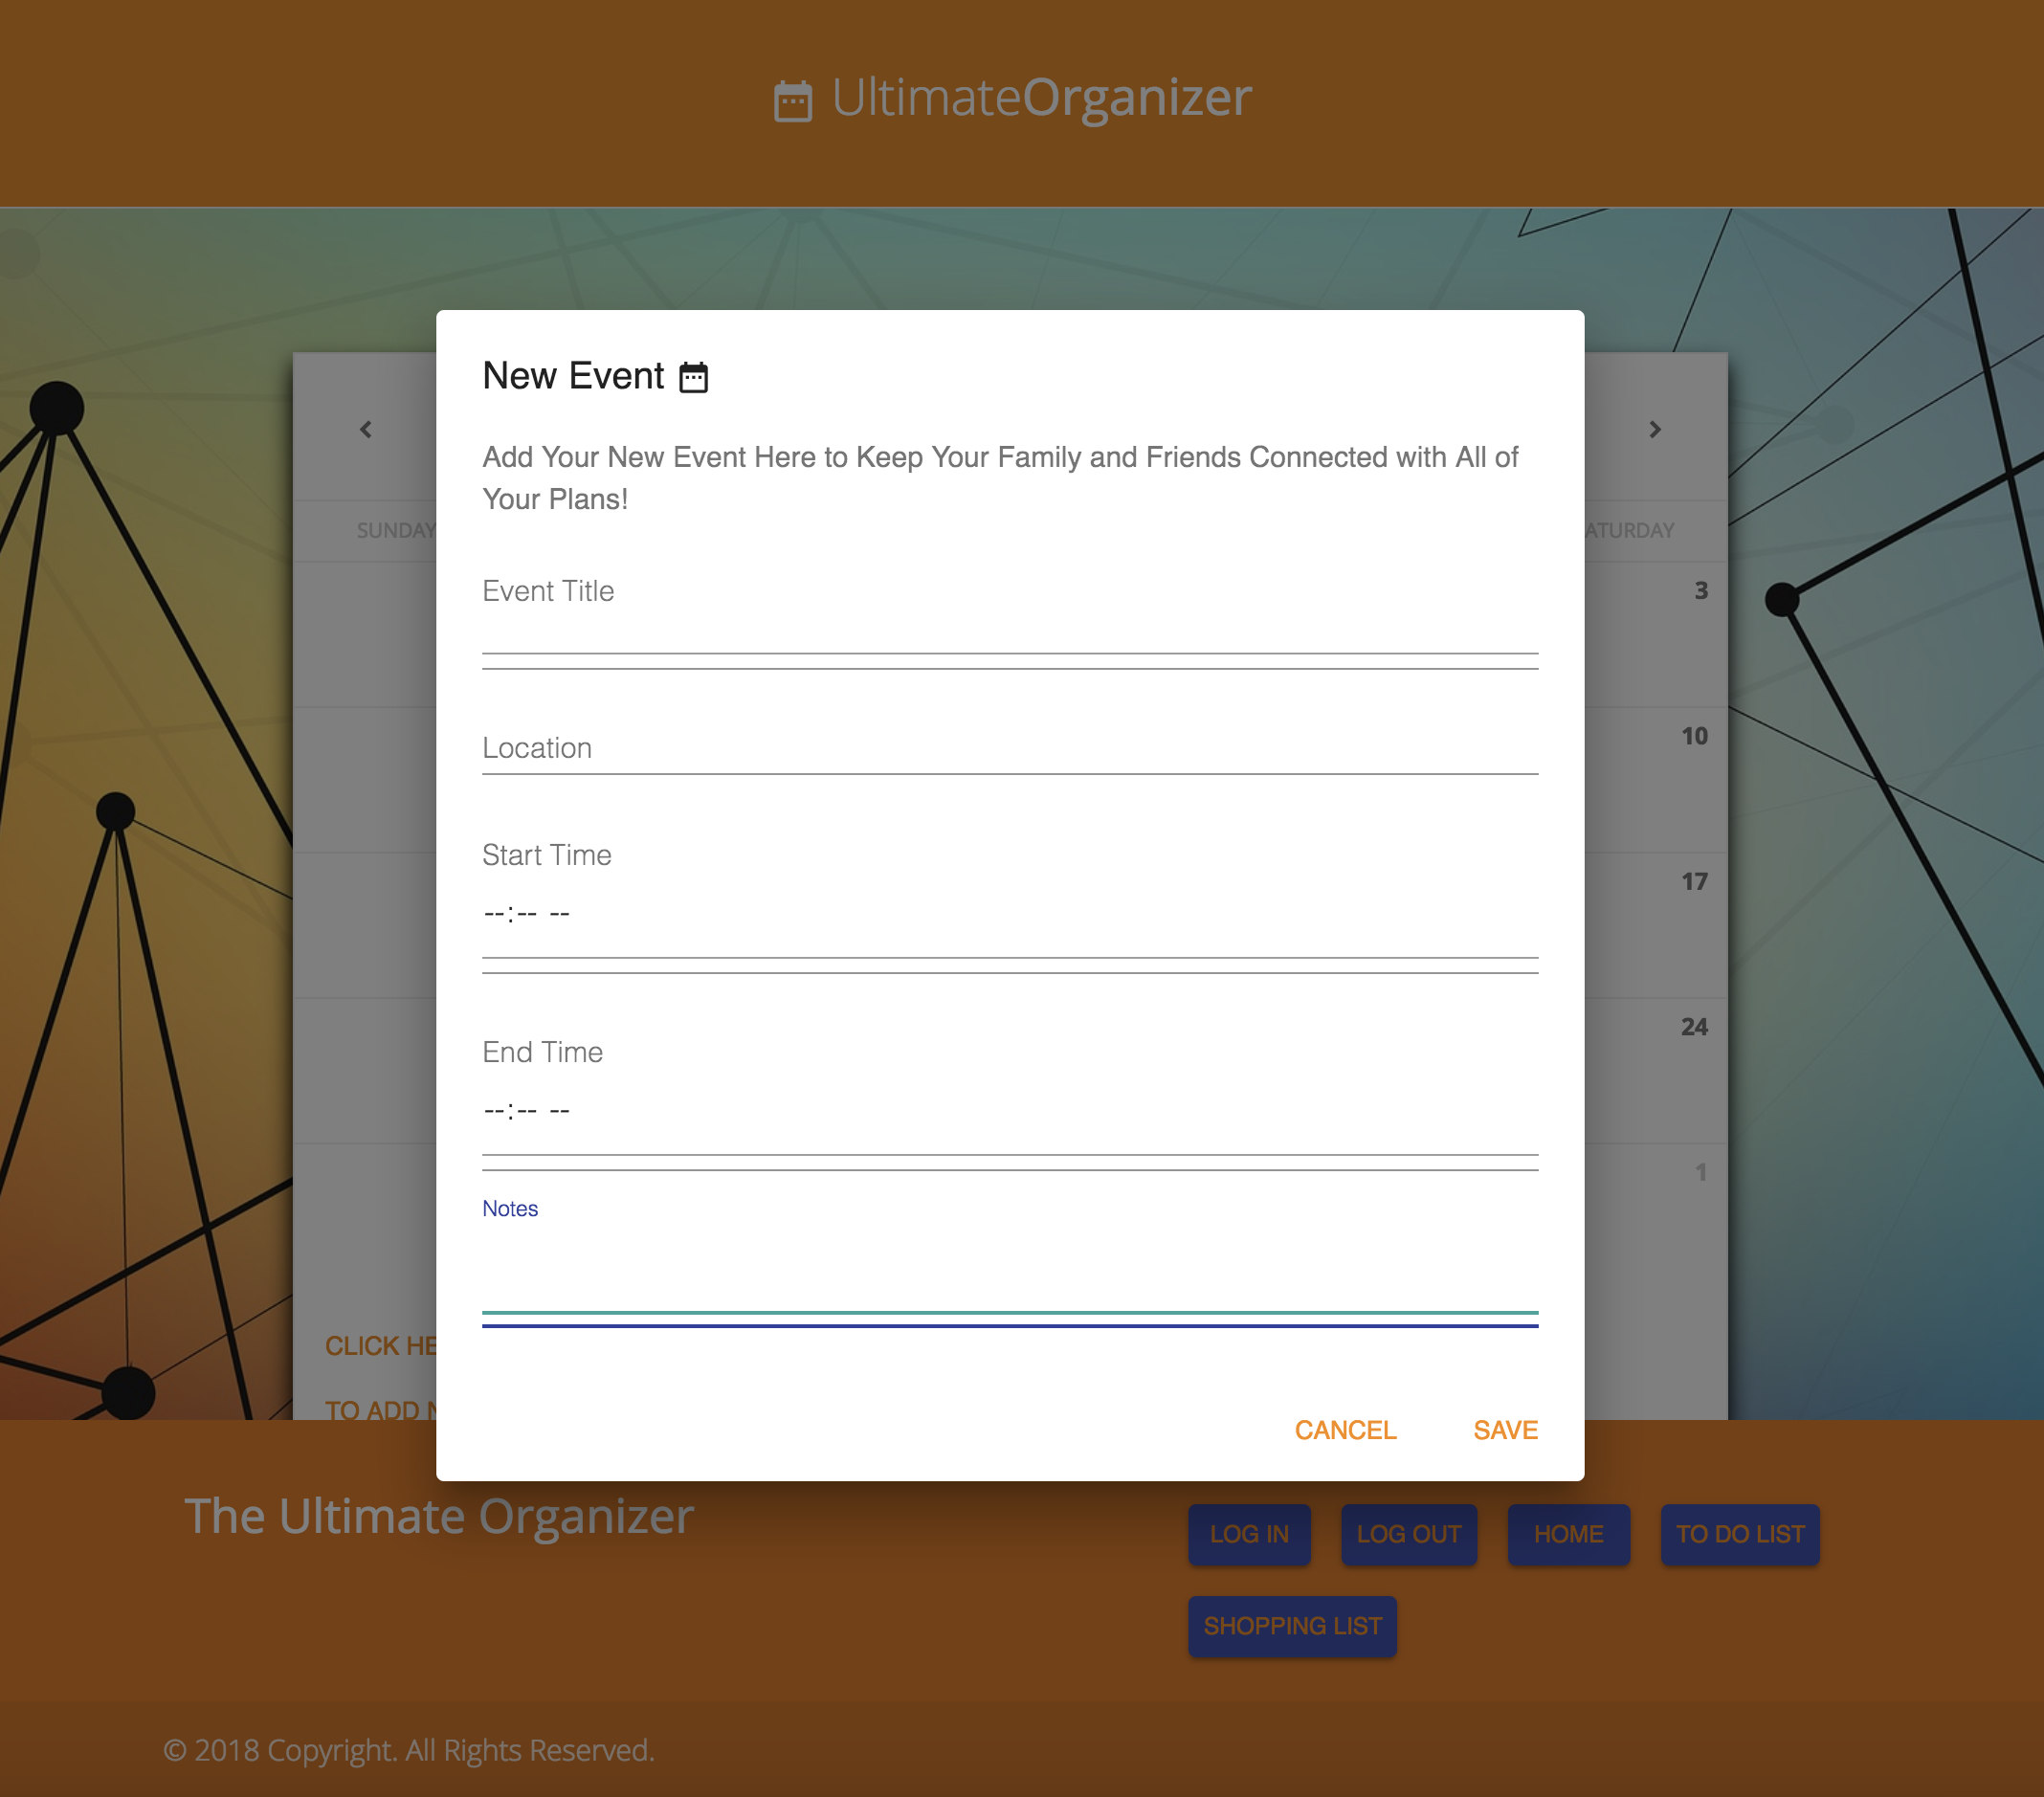 UltimateOrganizer
New Event
Add Your New Event Here to Keep Your Family and Friends Connected with All of
Your Plans!
SUNDAY
ATURDAY
Event Title
3
Location
10
Start Time
17
--:-- --
24
End Time
--:-- --
1
Notes
CLICK HE
TO ADD N
CANCEL SAVE
The Ultimate Organizer
LOG IN LOG OUT HOME TO DO LIST
SHOPPING LIST
© 2018 Copyright. All Rights Reserved.